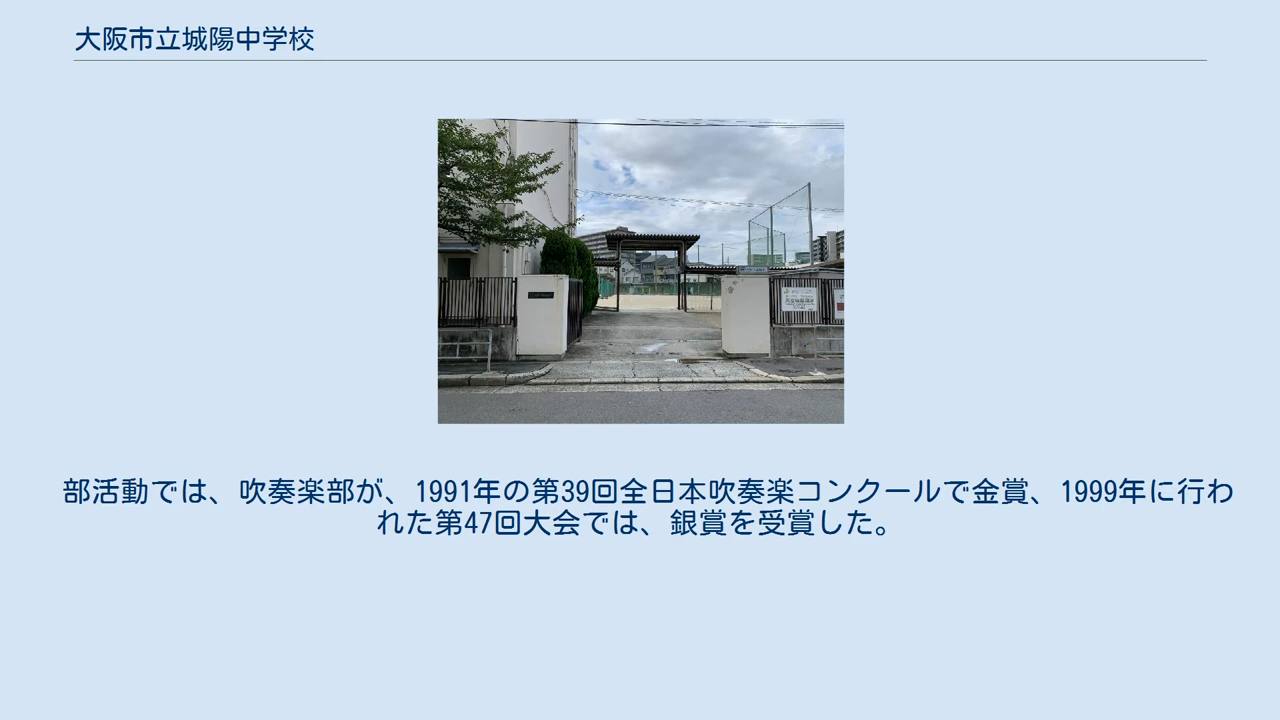 大阪市立城陽中学校
部活動では、吹奏楽部が、1991年の第39回全日本吹奏楽コンクールで金賞、1999年に行わ
れた第47回大会では、銀賞を受賞した。